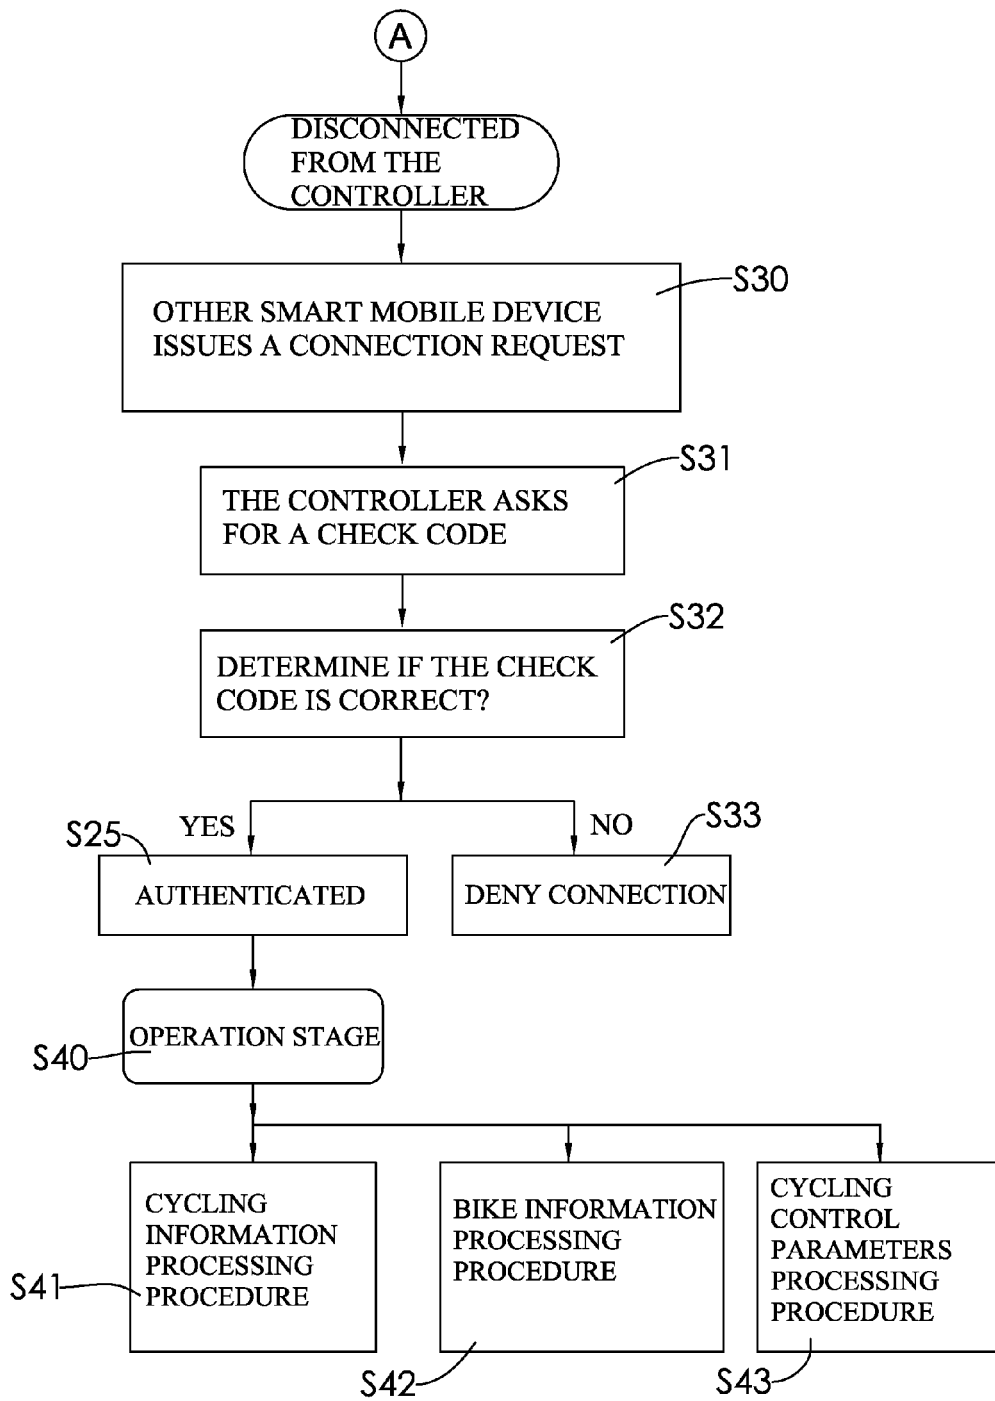 A
DISCONNECTED
FROM THE
CONTROLLER
S30
OTHER SMART MOBILE DEVICE
ISSUES A CONNECTION REQUEST
S31
THE CONTROLLER ASKS
FOR A CHECK CODE
S32
DETERMINE IF THE CHECK
CODE IS CORRECT?
YES
NO
S25
S33
AUTHENTICATED
DENY CONNECTION
OPERATION STAGE
S40
CYCLING
INFORMATION
PROCESSING
PROCEDURE
S41
BIKE INFORMATION
PROCESSING
PROCEDURE
S42
CYCLING
CONTROL
PARAMETERS
PROCESSING
PROCEDURE
S43